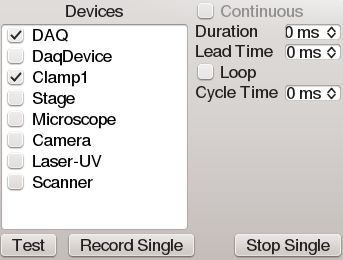 Devices
DAQ
DaqDevice
Clamp1
Stage
Microscope
Camera
Laser-UV
Scanner
Continuous
Duration 0 ms
Lead Time 0 ms
Loop
Cycle Time 0 ms
Test Record Single Stop Single